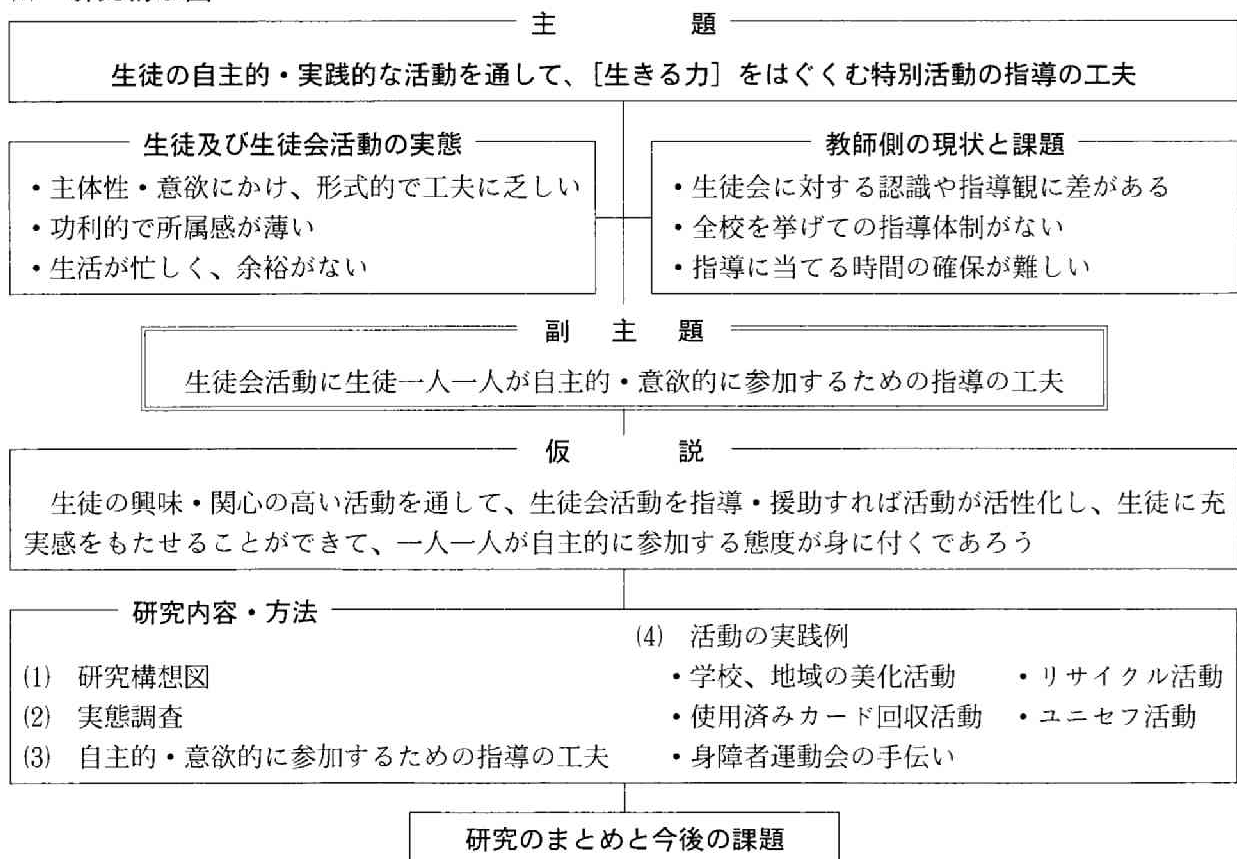 主　　　題
生徒の自主的・実践的な活動を通して、[生きる力] をはぐくむ特別活動の指導の工夫
生徒及び生徒会活動の実態
・主体性・意欲にかけ、形式的で工夫に乏しい
・功利的で所属感が薄い
・生活が忙しく、余裕がない
教師側の現状と課題
・生徒会に対する認識や指導観に差がある
・全校を挙げての指導体制がない
・指導に当てる時間の確保が難しい
副　主　題
生徒会活動に生徒一人一人が自主的・意欲的に参加するための指導の工夫
仮　　　説
生徒の興味・関心の高い活動を通して、生徒会活動を指導・援助すれば活動が活性化し、生徒に充
実感をもたせることができて、一人一人が自主的に参加する態度が身に付くであろう
研究内容・方法
(1)　研究構想図
(2)　実態調査
(3)　自主的・意欲的に参加するための指導の工夫
(4)　活動の実践例
・学校、地域の美化活動　　・リサイクル活動
・使用済みカード回収活動　・ユニセフ活動
・身障者運動会の手伝い
研究のまとめと今後の課題